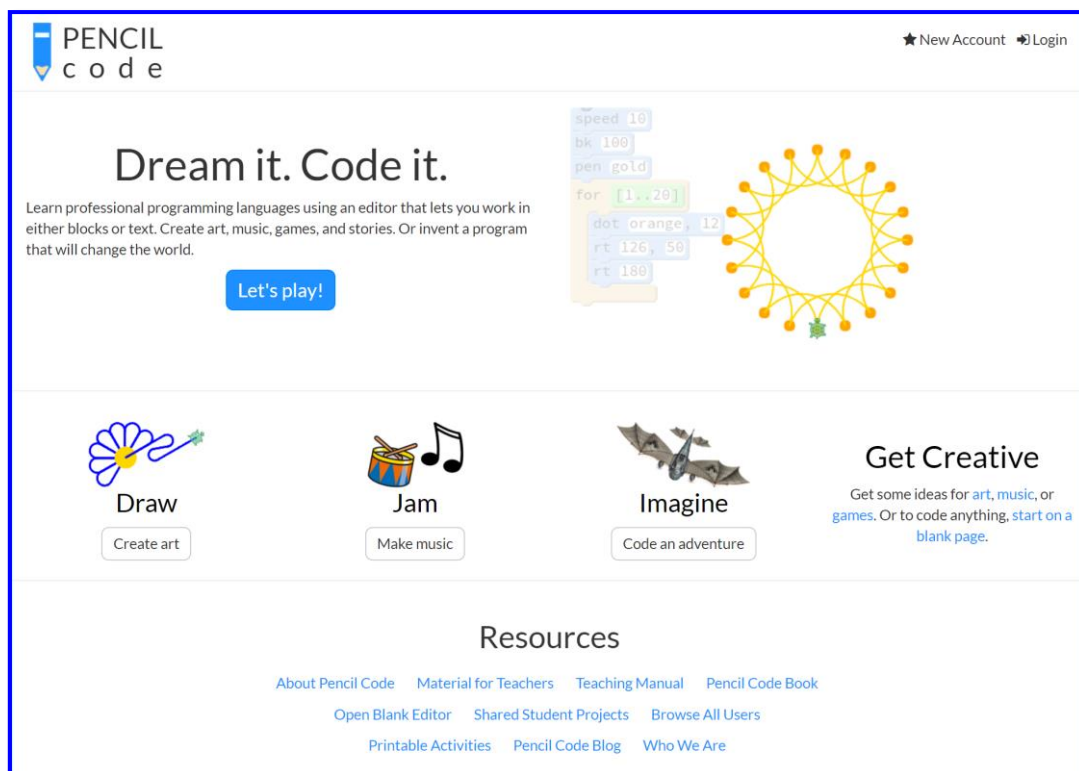 PENCIL
code
New Account Login
Dream it. Code it.
Learn professional programming languages using an editor that lets you work in
either blocks or text. Create art, music, games, and stories. Or invent a program
that will change the world.
Let's play!
speed 10
bk 100
pen gold
for [1..20]
dot orange, 12
rt 126, 50
rt 180
Draw
Create art
Jam
Make music
Imagine
Code an adventure
Get Creative
Get some ideas for art, music, or
games. Or to code anything, start on a
blank page.
Resources
About Pencil Code Material for Teachers Teaching Manual Pencil Code Book
Open Blank Editor Shared Student Projects Browse All Users
Printable Activities Pencil Code Blog Who We Are